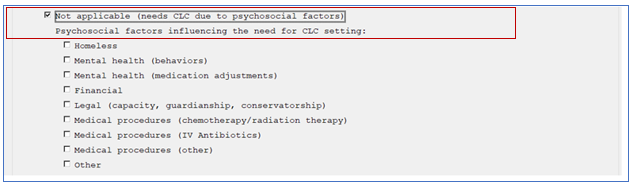 Not applicable (needs CLC due to psychosocial factors)
Psychosocial factors influencing the need for CLC setting:
Homeless
Mental health (behaviors)
Mental health (medication adjustments)
Financial
Legal (capacity, guardianship, conservatorship)
Medical procedures (chemotherapy/radiation therapy)
Medical procedures (IV Antibiotics)
Medical procedures (other)
Other